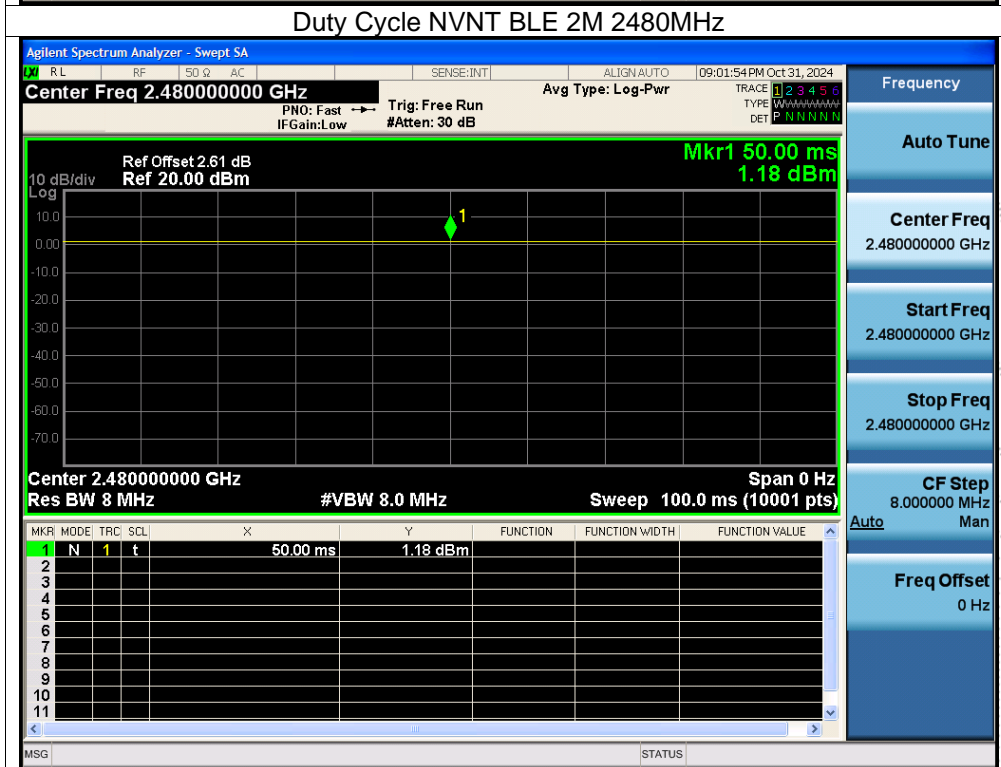 Duty Cycle NVNT BLE 2M 2480MHz
Agilent Spectrum Analyzer - Swept SA
LXI RL RF 50 Ω AC SENSE:INT ALIGN AUTO 09:01:54 PM Oct 31, 2024
Center Freq 2.480000000 GHz
PNO: Fast
IFGain:Low
Trig: Free Run
#Atten: 30 dB
Avg Type: Log-Pwr
TRACE 1 2 3 4 5 6
TYPE WWWWWW
DET P N N N N N
Ref Offset 2.61 dB
Ref 20.00 dBm
10 dB/div
Log
Mkr1 50.00 ms
1.18 dBm
1
10.0
0.00
-10.0
-20.0
-30.0
-40.0
-50.0
-60.0
-70.0
Center 2.480000000 GHz Span 0 Hz
Res BW 8 MHz #VBW 8.0 MHz Sweep 100.0 ms (10001 pts)
MKR MODE TRC SCL X Y FUNCTION FUNCTION WIDTH FUNCTION VALUE
1 N 1 t 50.00 ms 1.18 dBm
2
3
4
5
6
7
8
9
10
11
MSG STATUS
Frequency
Auto Tune
Center Freq
2.480000000 GHz
Start Freq
2.480000000 GHz
Stop Freq
2.480000000 GHz
CF Step
8.000000 MHz
Auto Man
Freq Offset
0 Hz